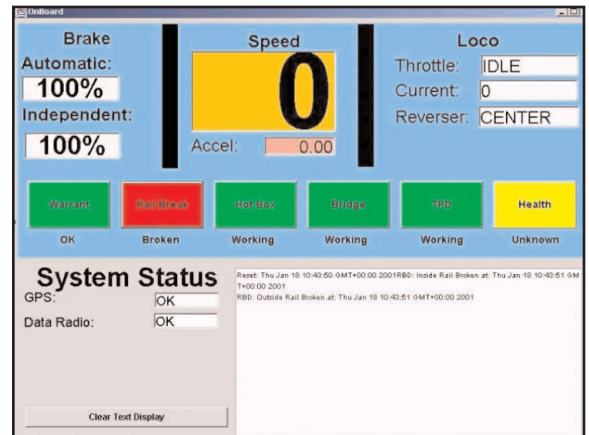 OnBoard
Brake
Automatic:
100%
Independent:
100%
Speed
0
Accel: 0.00
Loco
Throttle: IDLE
Current: 0
Reverser: CENTER
Warrant
OK
Rail Break
Broken
Hot Box
Working
Bridge
Working
TPD
Working
Health
Unknown
System Status
GPS: OK
Data Radio: OK
Clear Text Display
Reset: Thu Jan 18 10:43:50 GMT+00:00 2001RBD: Inside Rail Broken at: Thu Jan 18 10:43:51 GM
T+00:00 2001
RBD: Outside Rail Broken at: Thu Jan 18 10:43:51 GMT+00:00 2001